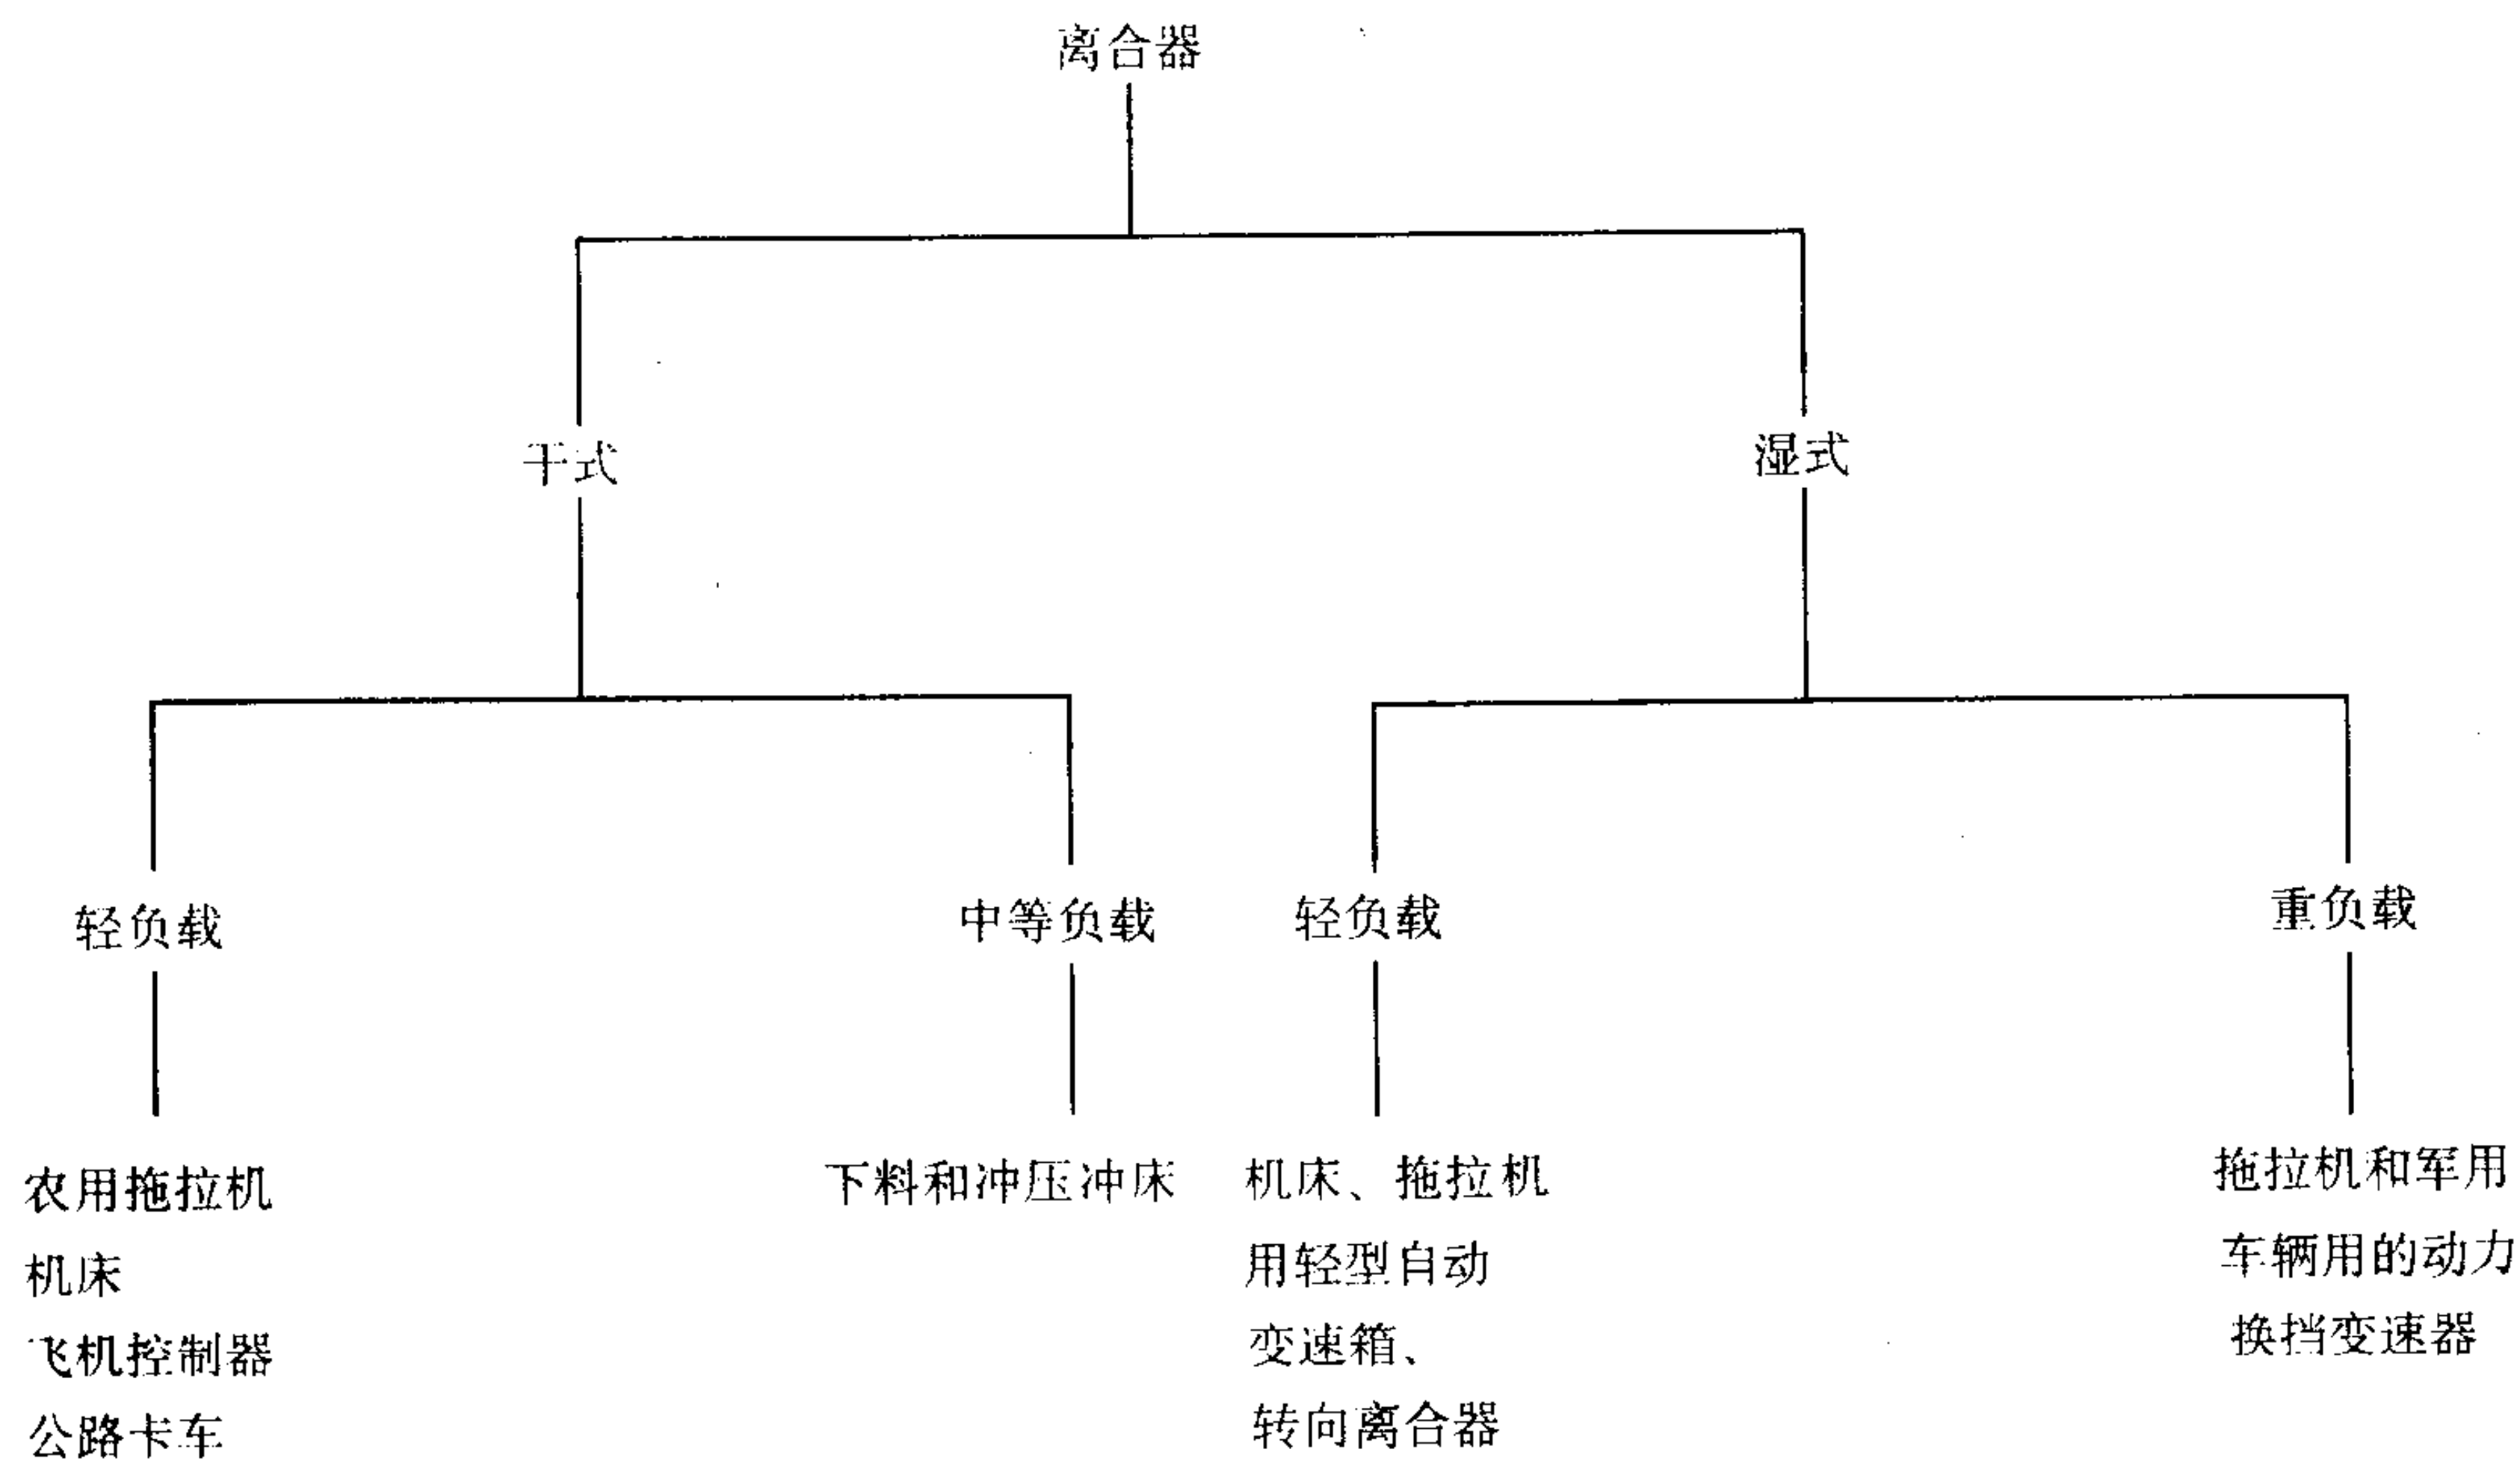 离合器
干式
湿式
轻负载
中等负载
轻负载
重负载
农用拖拉机
机床
飞机控制器
公路卡车
下料和冲压冲床
机床、拖拉机
用轻型自动
变速箱、
转向离合器
拖拉机和军用
车辆用的动力
换挡变速器